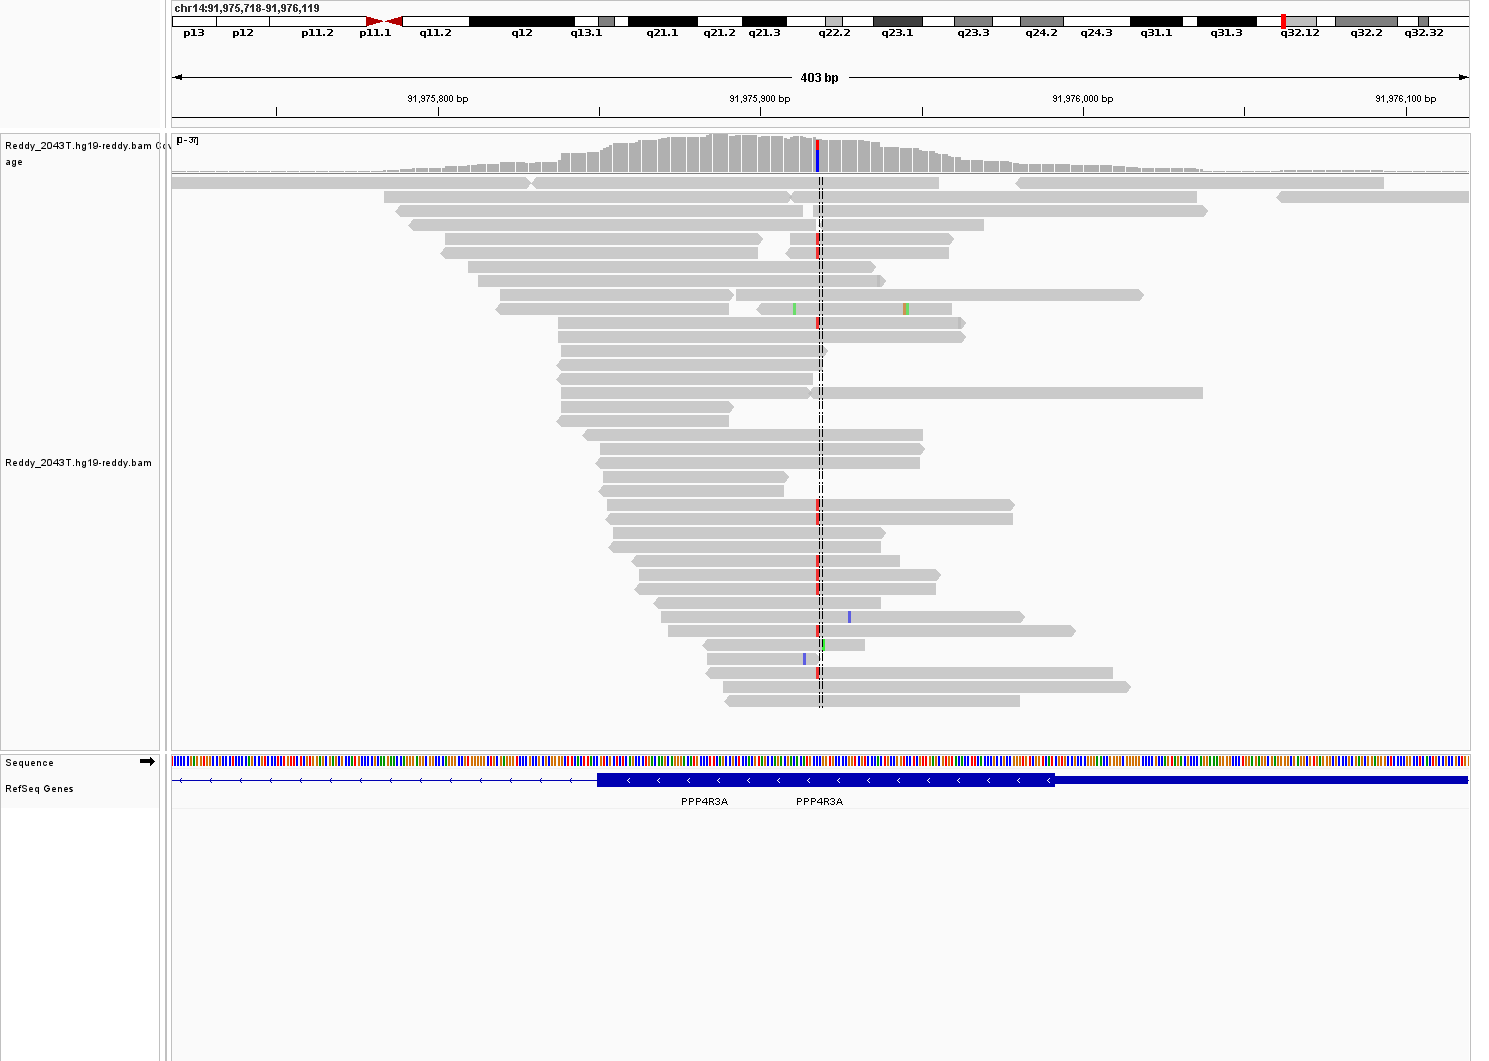 chr14:91,975,718-91,976,119
p13 p12 p11.2 p11.1 q11.2 q12 q13.1 q21.1 q21.2 q21.3 q22.2 q23.1 q23.3 q24.2 q24.3 q31.1 q31.3 q32.12 q32.2 q32.32
403 bp
91,975,800 bp 91,975,900 bp 91,976,000 bp 91,976,100 bp
Reddy_2043T.hg19-reddy.bam Cov
age
[0 - 37]
Reddy_2043T.hg19-reddy.bam
Sequence
RefSeq Genes
PPP4R3A PPP4R3A